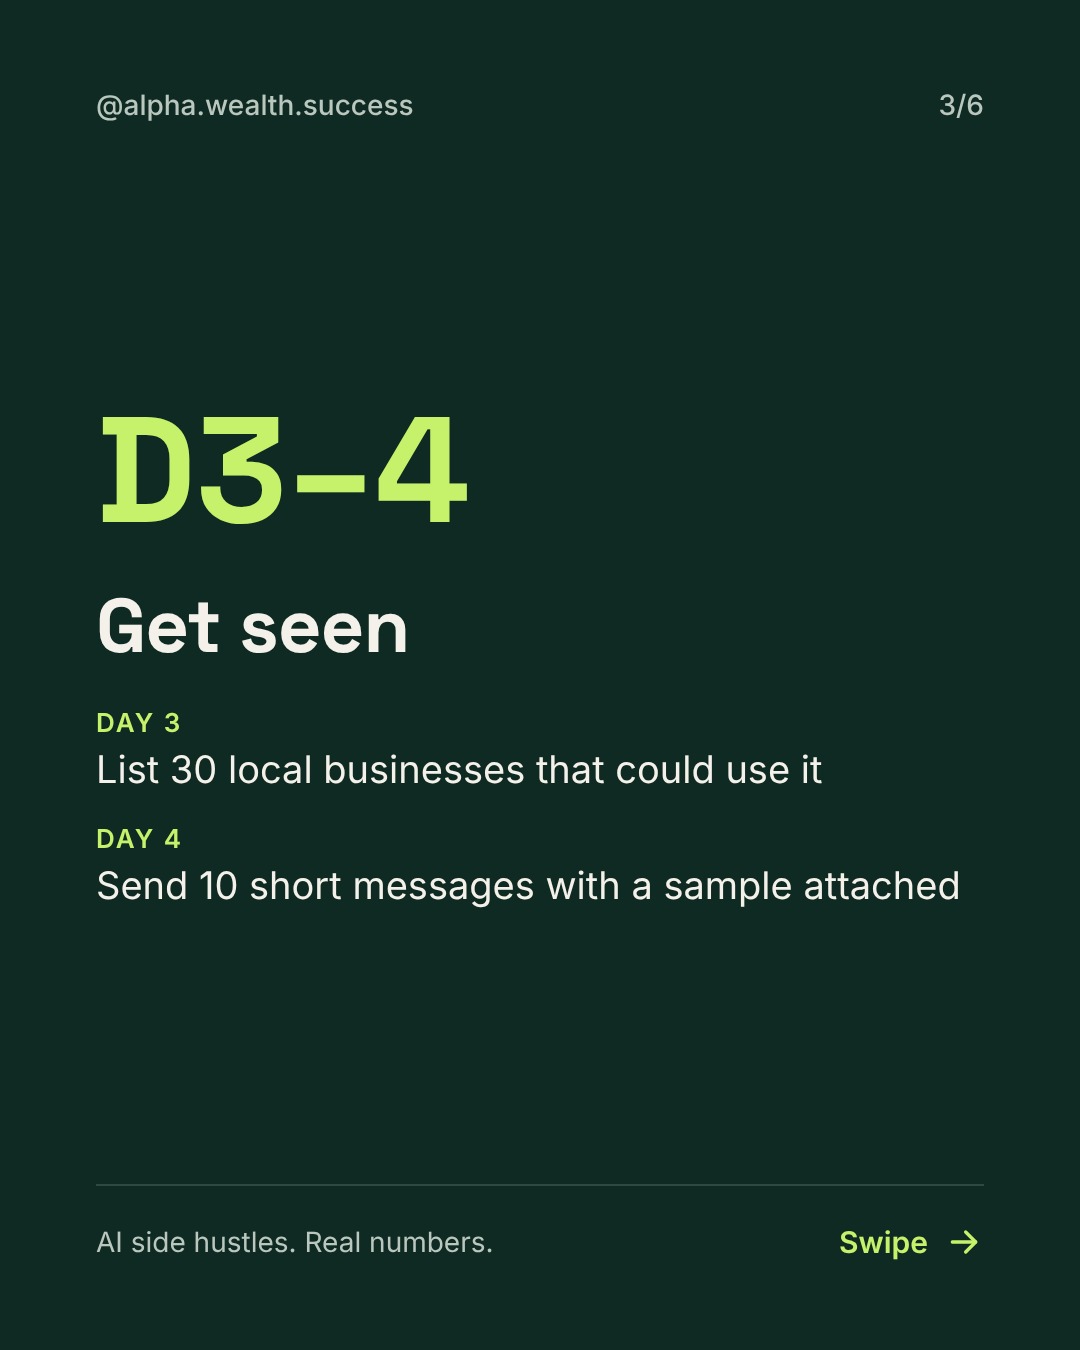 @alpha.wealth.success
3/6
D3–4
Get seen
DAY 3
List 30 local businesses that could use it
DAY 4
Send 10 short messages with a sample attached
AI side hustles. Real numbers.
Swipe →